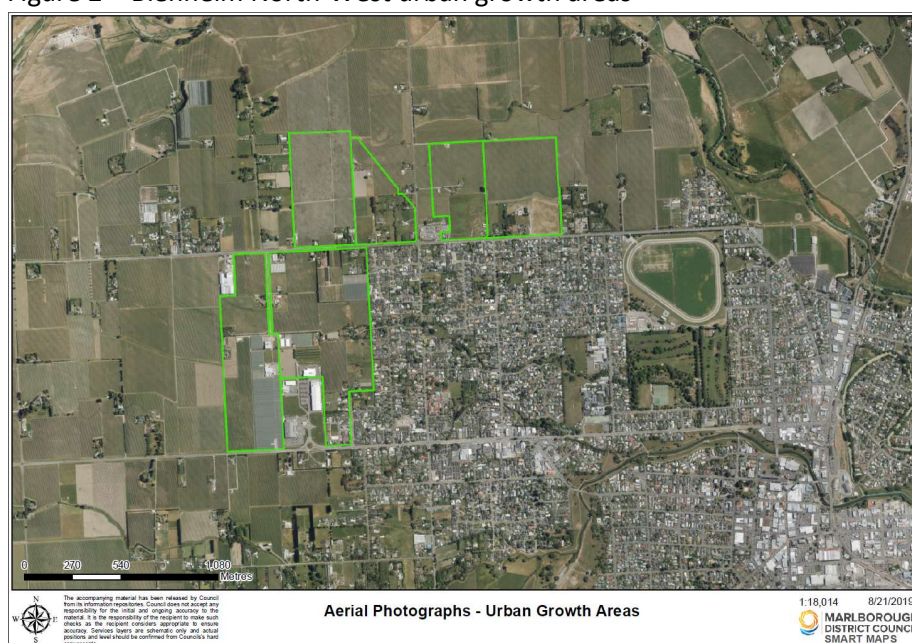 Figure 2 – Blenheim North-West urban growth areas
0 270 540 1,080
Metres
N
W E
S
The accompanying material has been released by Council
from its information repositories. Council does not accept any
responsibility for the initial and ongoing accuracy to the
material. It is the responsibility of the recipient to make such
checks as the recipient considers appropriate to ensure
accuracy. Services layers are schematic only and actual
positions and level should be confirmed from Council's hard
Aerial Photographs - Urban Growth Areas
1:18,014 8/21/2019
MARLBOROUGH
DISTRICT COUNCIL
SMART MAPS